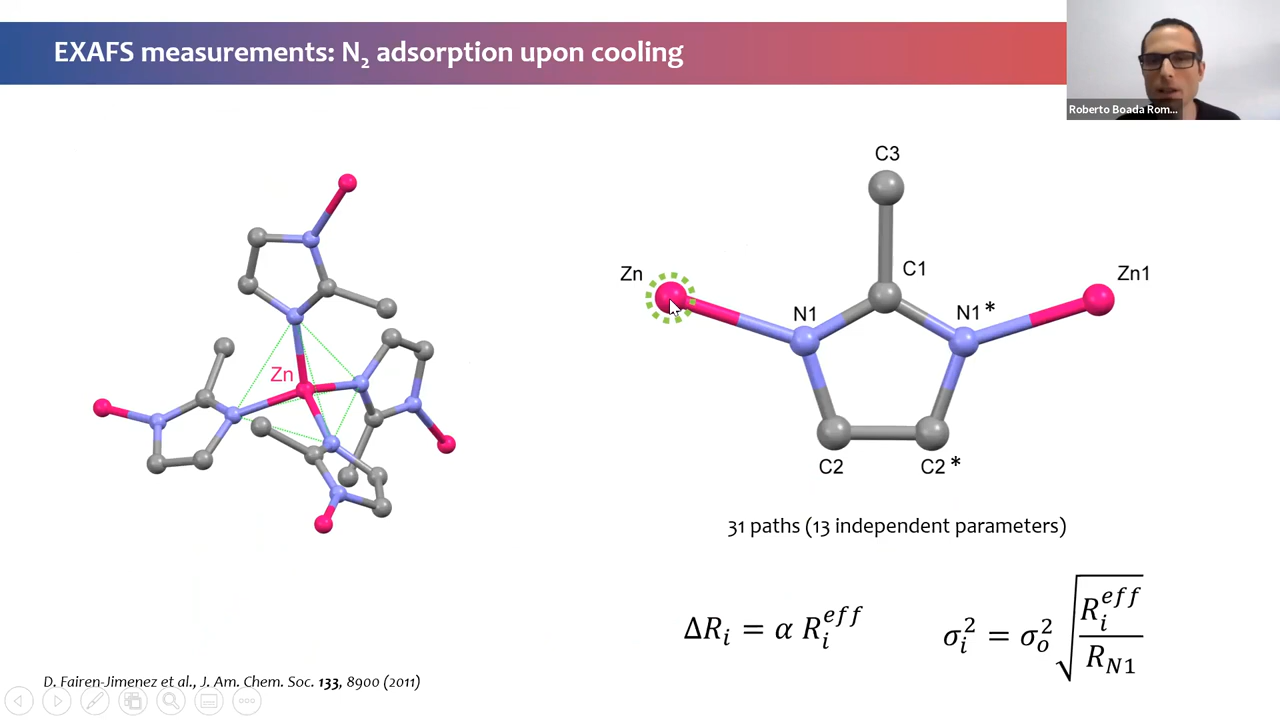 EXAFS measurements: N₂ adsorption upon cooling
Roberto Boada Rom...
C3
Zn
C1
Zn1
N1
N1*
Zn
C2
C2*
31 paths (13 independent parameters)
ΔRᵢ = α Rᵢᵉᶠᶠ
σᵢ² = σₒ² √(Rᵢᵉᶠᶠ / R_N1)
D. Fairen-Jimenez et al., J. Am. Chem. Soc. 133, 8900 (2011)